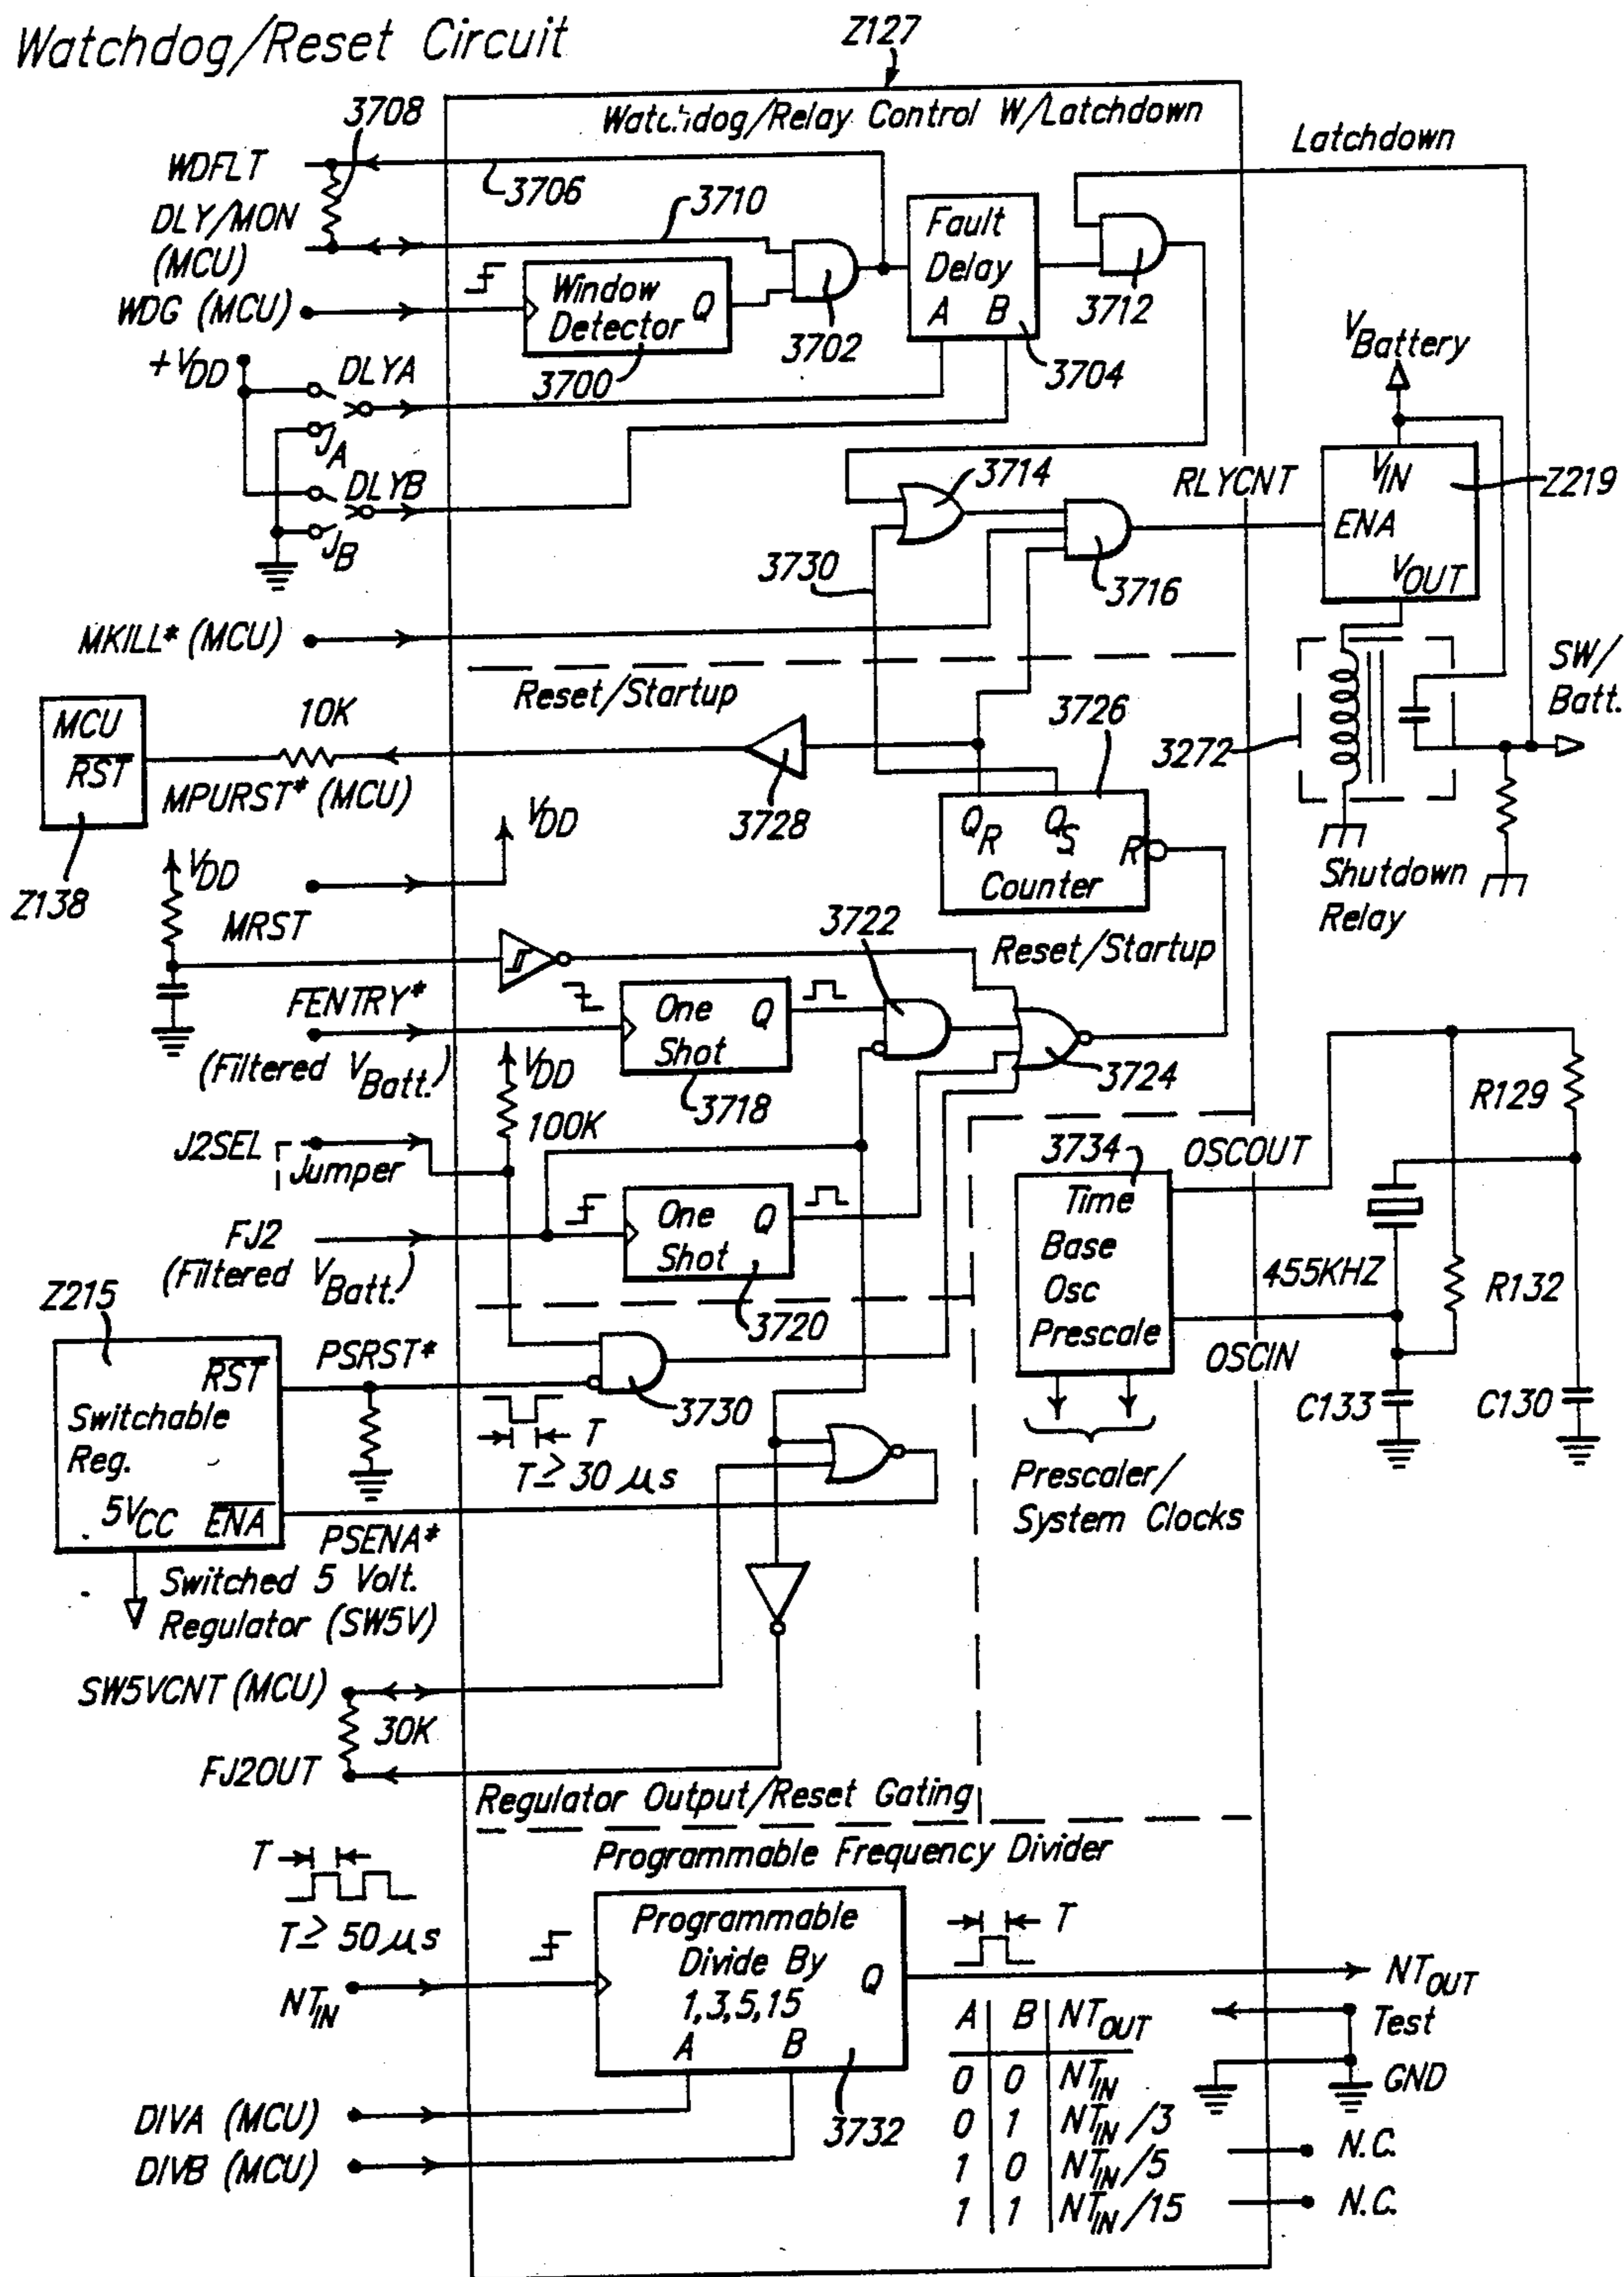 Watchdog/Reset Circuit
Z127
Watchdog/Relay Control W/Latchdown
3708
WDFLT
3706
DLY/MON
(MCU)
3710
Latchdown
Fault
Delay
A B
3704
3712
WDG (MCU)
Window
Detector
Q
3700
3702
+VDD
DLYA
JA
DLYB
JB
VBattery
VIN
ENA
VOUT
Z219
3714
RLYCNT
3730
3716
MKILL* (MCU)
Reset/Startup
SW/
Batt.
MCU
RST
10K
MPURST* (MCU)
Z138
3728
3726
QR QS
R
Counter
3272
Shutdown
Relay
VDD
VDD
MRST
3722
Reset/Startup
FENTRY*
(Filtered VBatt.)
One
Shot
Q
3718
3724
VDD
100K
J2SEL
Jumper
FJ2
(Filtered VBatt.)
One
Shot
Q
3720
3734
Time
Base
Osc
Prescale
OSCOUT
OSCIN
R129
455KHZ
R132
C133
C130
Prescaler/
System Clocks
Z215
RST
Switchable
Reg.
5VCC ENA
PSRST*
3730
T
T ≥ 30 μs
PSENA*
Switched 5 Volt.
Regulator (SW5V)
SW5VCNT (MCU)
30K
FJ2OUT
Regulator Output/Reset Gating
Programmable Frequency Divider
T
T ≥ 50 μs
NTIN
Programmable
Divide By
1,3,5,15
Q
A B
3732
T
NTOUT
Test
GND
N.C.
N.C.
A B NTOUT
0 0 NTIN
0 1 NTIN/3
1 0 NTIN/5
1 1 NTIN/15
DIVA (MCU)
DIVB (MCU)